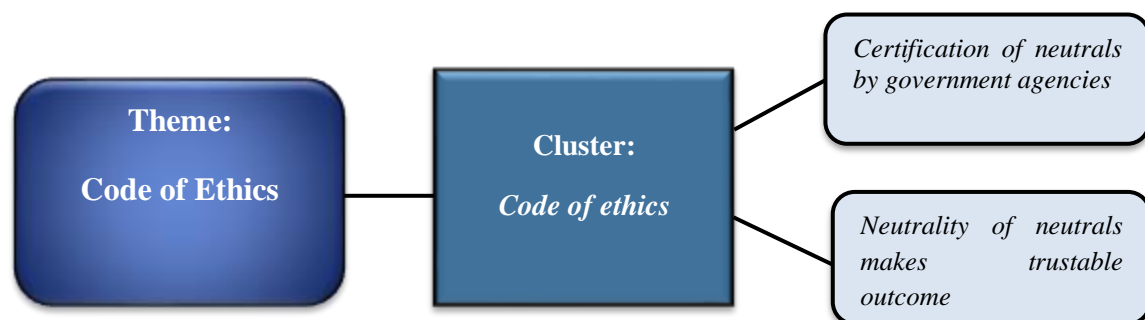 Theme:
Code of Ethics
Cluster:
Code of ethics
Certification of neutrals
by government agencies
Neutrality of neutrals
makes trustable
outcome